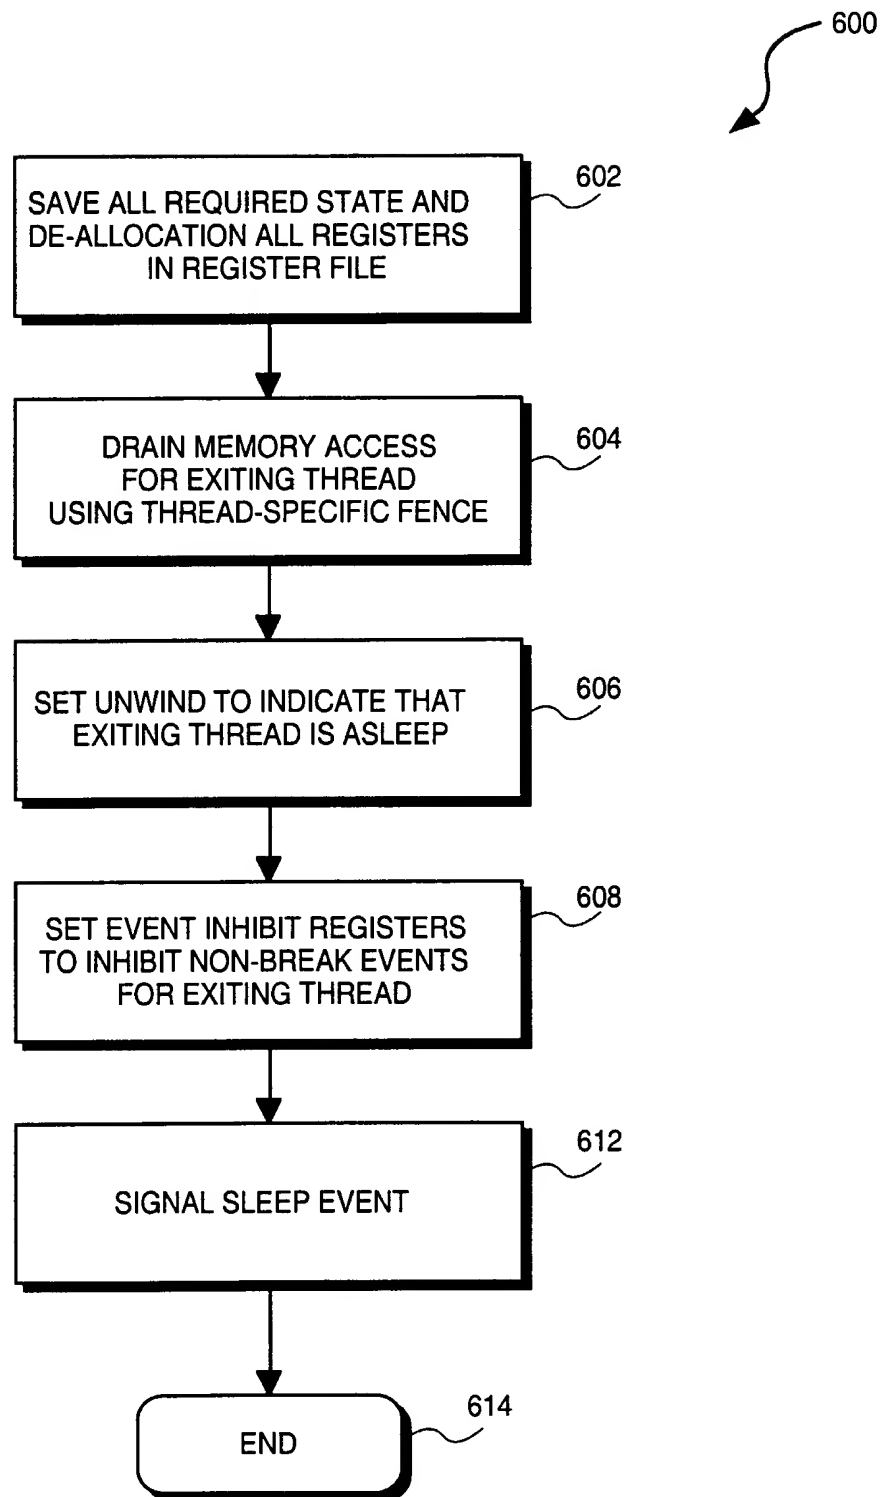 600
SAVE ALL REQUIRED STATE AND
DE-ALLOCATION ALL REGISTERS
IN REGISTER FILE
602
DRAIN MEMORY ACCESS
FOR EXITING THREAD
USING THREAD-SPECIFIC FENCE
604
SET UNWIND TO INDICATE THAT
EXITING THREAD IS ASLEEP
606
SET EVENT INHIBIT REGISTERS
TO INHIBIT NON-BREAK EVENTS
FOR EXITING THREAD
608
SIGNAL SLEEP EVENT
612
END
614